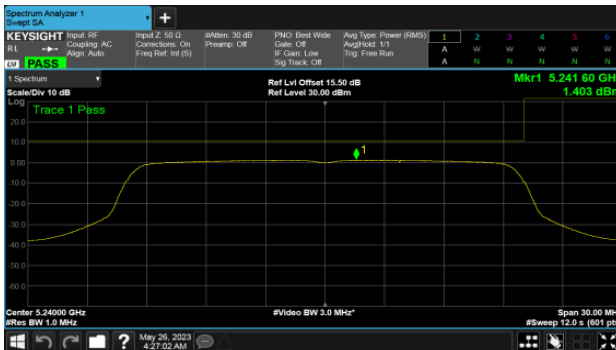 Spectrum Analyzer 1
Swept SA
KEYSIGHT
RL
PASS
Input: RF
Coupling: AC
Align: Auto
Input Z: 50 Ω
Corrections: On
Freq Ref: Int (S)
#Atten: 30 dB
Preamp: Off
PNO: Best Wide
Gate: Off
IF Gain: Low
Sig Track: Off
Avg Type: Power (RMS)
Avg|Hold: 1/1
Trig: Free Run
1 2 3 4 5 6
A W W W W W
A N N N N N
1 Spectrum
Scale/Div 10 dB
Ref Lvl Offset 15.50 dB
Ref Level 30.00 dBm
Mkr1 5.241 60 GH
1.403 dBr
Log
Trace 1 Pass
20.0
10.0
0.00
-10.0
-20.0
-30.0
-40.0
-50.0
-60.0
1
Center 5.24000 GHz
#Res BW 1.0 MHz
#Video BW 3.0 MHz*
Span 30.00 MH
#Sweep 12.0 s (601 pts
?
May 26, 2023
4:27:02 AM